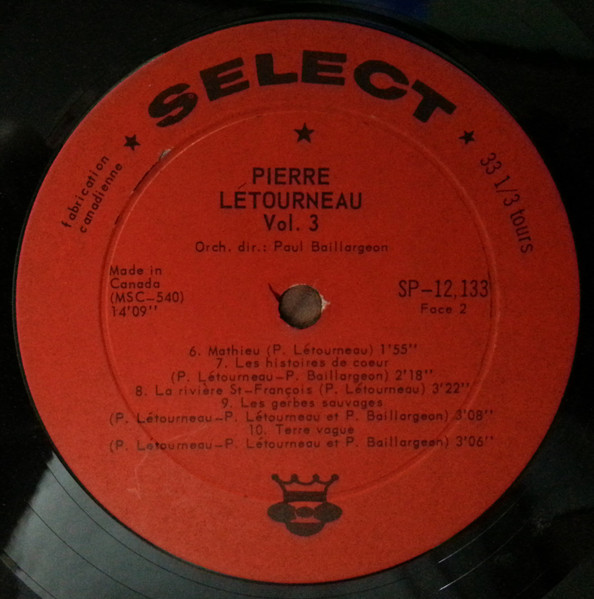 SELECT
fabrication
canadienne
33 1/3 tours
PIERRE
LÉTOURNEAU
Vol. 3
Orch. dir.: Paul Baillargeon
Made in
Canada
(MSC-540)
14'09"
SP-12,133
Face 2
6. Mathieu (P. Létourneau) 1'55"
7. Les histoires de coeur
(P. Létourneau-P. Baillargeon) 2'18"
8. La rivière St-François (P. Létourneau) 3'22"
9. Les gerbes sauvages
(P. Létourneau-P. Létourneau et P. Baillargeon) 3'08"
10. Terre vague
(P. Létourneau-P. Létourneau et P. Baillargeon) 3'06"